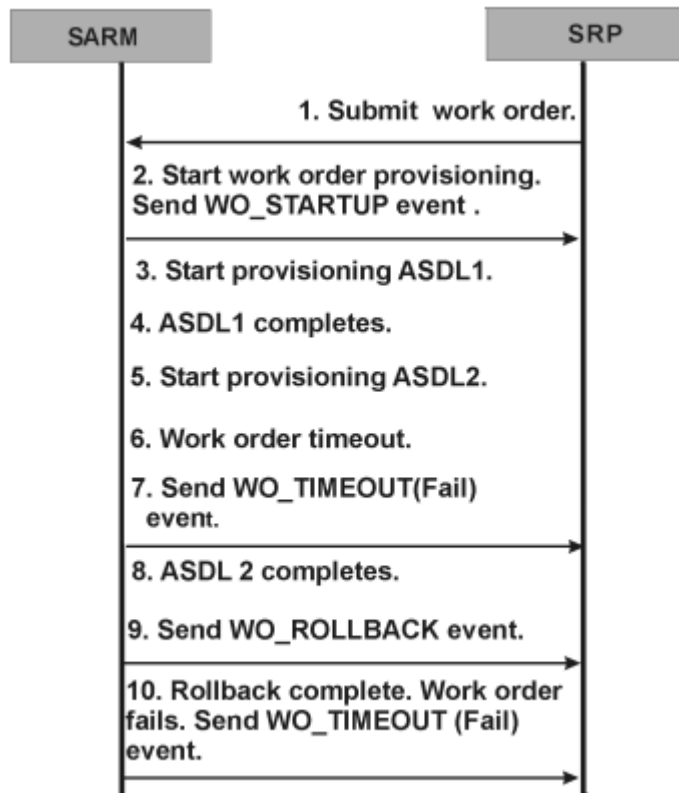 SARM
SRP
1. Submit work order.
2. Start work order provisioning.
Send WO_STARTUP event .
3. Start provisioning ASDL1.
4. ASDL1 completes.
5. Start provisioning ASDL2.
6. Work order timeout.
7. Send WO_TIMEOUT(Fail)
event.
8. ASDL 2 completes.
9. Send WO_ROLLBACK event.
10. Rollback complete. Work order
fails. Send WO_TIMEOUT (Fail)
event.